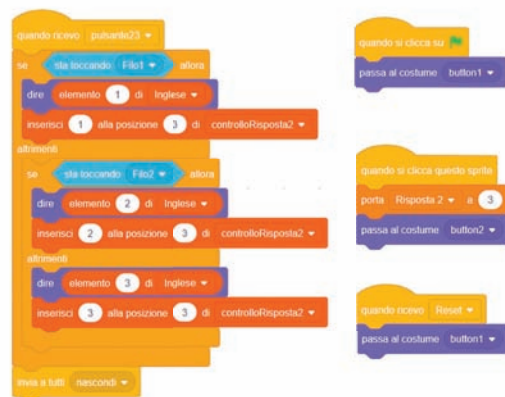 quando ricevo pulsante23
se sta toccando Filo1 allora
dire elemento 1 di Inglese
inserisci 1 alla posizione 3 di controlloRisposta2
altrimenti
se sta toccando Filo2 allora
dire elemento 2 di Inglese
inserisci 2 alla posizione 3 di controlloRisposta2
altrimenti
dire elemento 3 di Inglese
inserisci 3 alla posizione 3 di controlloRisposta2
invia a tutti nascondi
quando si clicca su
passa al costume button1
quando si clicca questo sprite
porta Risposta 2 a 3
passa al costume button2
quando ricevo Reset
passa al costume button1